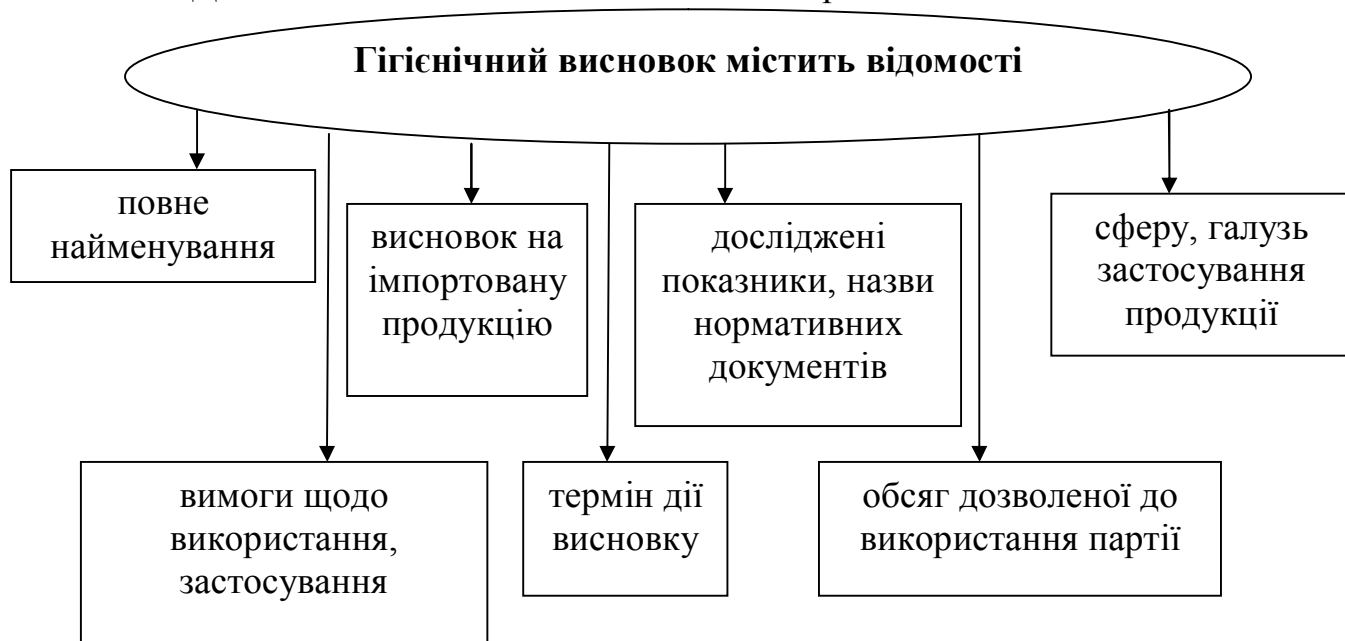 Гігієнічний висновок містить відомості
повне
найменування
висновок на
імпортовану
продукцію
досліджені
показники, назви
нормативних
документів
сферу, галузь
застосування
продукції
вимоги щодо
використання,
застосування
термін дії
висновку
обсяг дозволеної до
використання партії